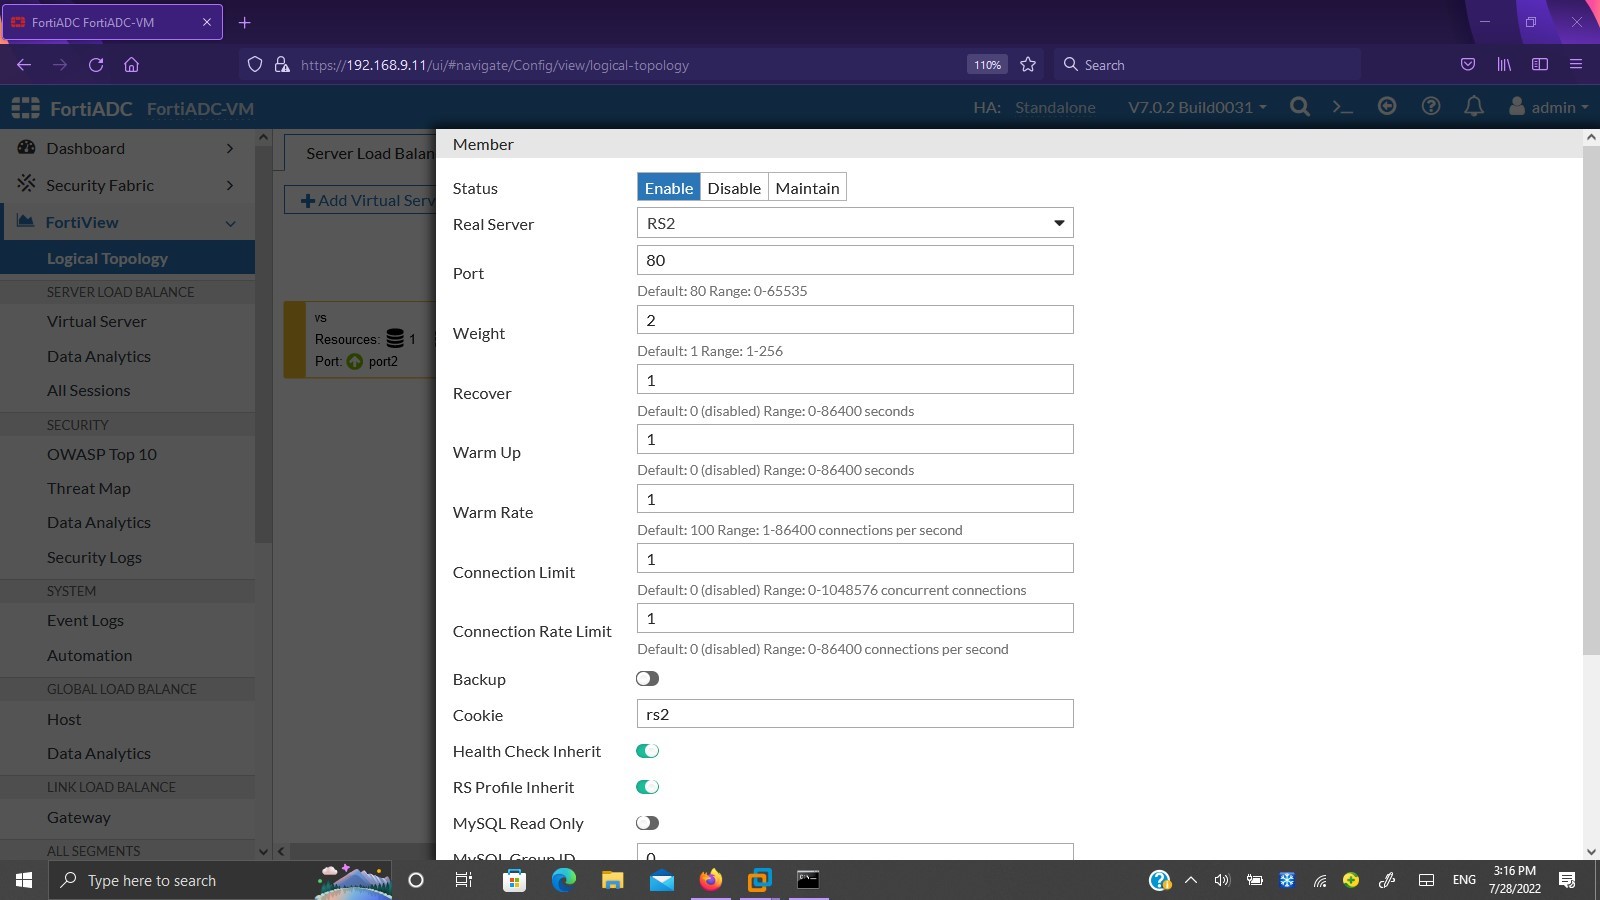 FortiADC FortiADC-VM
https://192.168.9.11/ui/#navigate/Config/view/logical-topology
110%
Search
FortiADC FortiADC-VM
HA: Standalone V7.0.2 Build0031
admin
Dashboard
Security Fabric
FortiView
Logical Topology
SERVER LOAD BALANCE
Virtual Server
Data Analytics
All Sessions
SECURITY
OWASP Top 10
Threat Map
Data Analytics
Security Logs
SYSTEM
Event Logs
Automation
GLOBAL LOAD BALANCE
Host
Data Analytics
LINK LOAD BALANCE
Gateway
ALL SEGMENTS
Server Load Balan
Add Virtual Serv
vs
Resources: 1
Port: port2
Member
Status Enable Disable Maintain
Real Server RS2
Port 80
Default: 80 Range: 0-65535
Weight 2
Default: 1 Range: 1-256
Recover 1
Default: 0 (disabled) Range: 0-86400 seconds
Warm Up 1
Default: 0 (disabled) Range: 0-86400 seconds
Warm Rate 1
Default: 100 Range: 1-86400 connections per second
Connection Limit 1
Default: 0 (disabled) Range: 0-1048576 concurrent connections
Connection Rate Limit 1
Default: 0 (disabled) Range: 0-86400 connections per second
Backup
Cookie rs2
Health Check Inherit
RS Profile Inherit
MySQL Read Only
MySQL Group ID 0
Type here to search
ENG
3:16 PM
7/28/2022